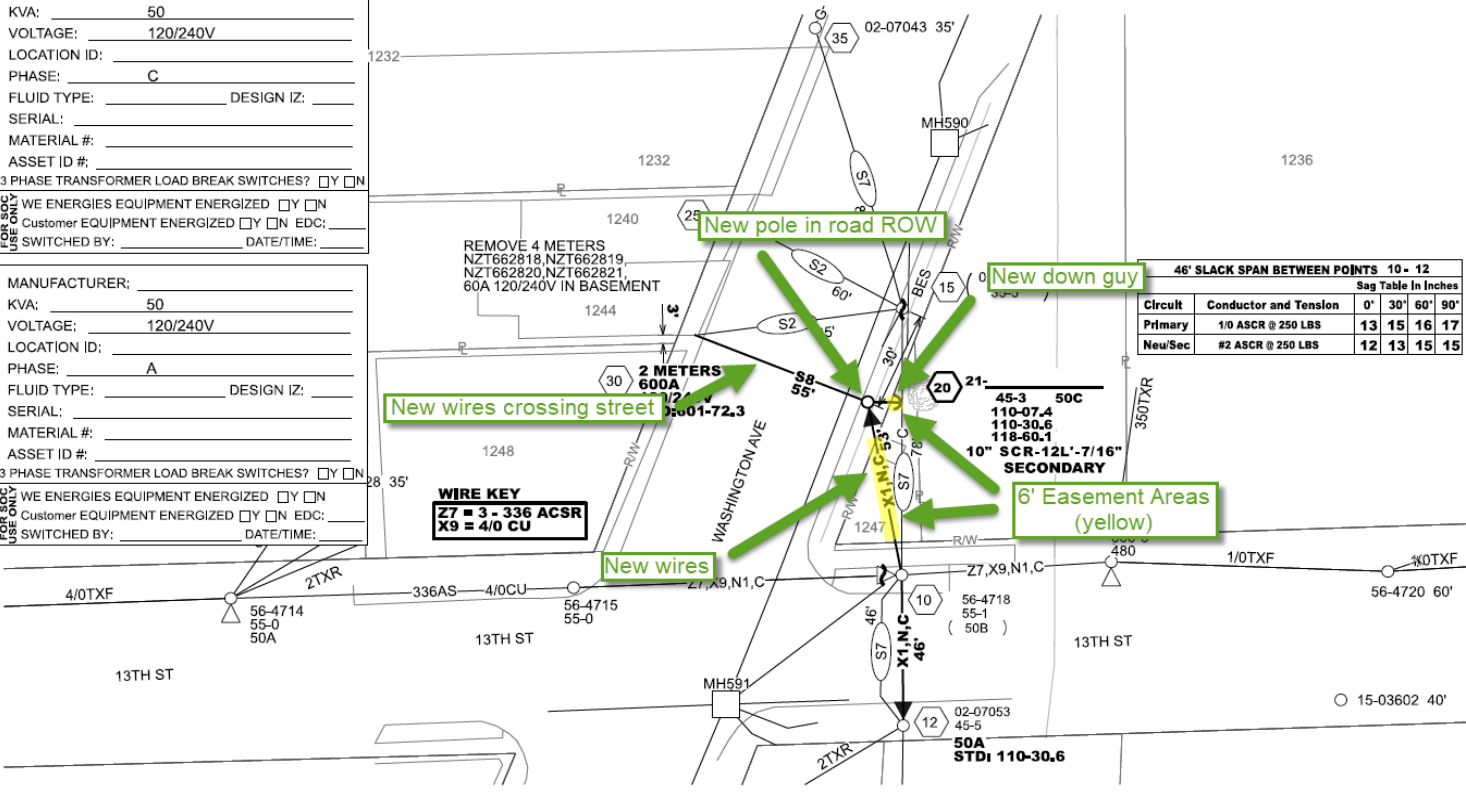 KVA: 50
VOLTAGE: 120/240V
LOCATION ID:
PHASE: C
FLUID TYPE: DESIGN IZ:
SERIAL:
MATERIAL #:
ASSET ID #:
3 PHASE TRANSFORMER LOAD BREAK SWITCHES? Y N
FOR SOC
USE ONLY
WE ENERGIES EQUIPMENT ENERGIZED Y N
Customer EQUIPMENT ENERGIZED Y N EDC:
SWITCHED BY: DATE/TIME:
MANUFACTURER:
KVA: 50
VOLTAGE: 120/240V
LOCATION ID:
PHASE: A
FLUID TYPE: DESIGN IZ:
SERIAL:
MATERIAL #:
ASSET ID #:
3 PHASE TRANSFORMER LOAD BREAK SWITCHES? Y N
FOR SOC
USE ONLY
WE ENERGIES EQUIPMENT ENERGIZED Y N
Customer EQUIPMENT ENERGIZED Y N EDC:
SWITCHED BY: DATE/TIME:
1232
G
35
02-07043 35'
MH590
1232
1236
S7
PL
1240
25
New pole in road ROW
R/W
REMOVE 4 METERS
NZT662818,NZT662819,
NZT662820,NZT662821,
60A 120/240V IN BASEMENT
S2
60'
BES
15
New down guy
35-5
46' SLACK SPAN BETWEEN POINTS 10 - 12
Sag Table In Inches
Circuit Conductor and Tension 0° 30° 60° 90°
Primary 1/0 ASCR @ 250 LBS 13 15 16 17
Neu/Sec #2 ASCR @ 250 LBS 12 13 15 15
1244
3'
S2
PL
30'
PL
30
2 METERS
600A
S8
55'
20
21-
45-3 50C
110-07.4
110-30.6
118-60.1
10" SCR-12L'-7/16"
SECONDARY
350TXR
New wires crossing street
601-72.3
X1,N,C-53'
C
78'
S7
PL
1248
R/W
WASHINGTON AVE
28 35'
WIRE KEY
Z7 = 3 - 336 ACSR
X9 = 4/0 CU
R/W
1247
6' Easement Areas
(yellow)
R/W
New wires
480
1/0TXF
1/0TXF
4/0TXF
2TXR
336AS
4/0CU
Z7,X9,N1,C
Z7,X9,N1,C
56-4714
55-0
50A
56-4715
55-0
10
56-4718
55-1
( 50B )
56-4720 60'
13TH ST
13TH ST
13TH ST
46'
S7
X1,N,C
46'
MH591
12
02-07053
45-5
50A
STD: 110-30.6
2TXR
15-03602 40'